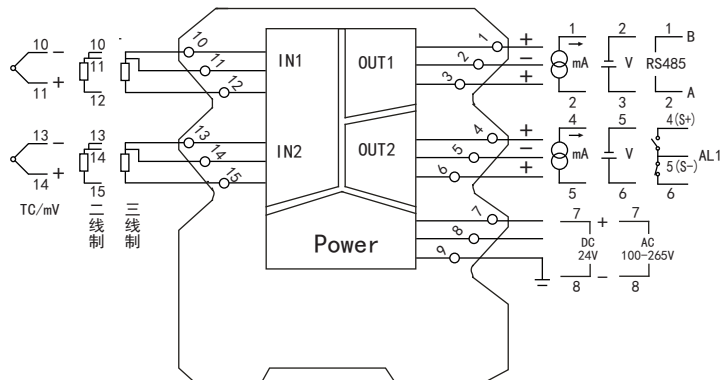 10 − 10
11
11 + 12
13 − 13
14
14 + 15
TC/mV 二线制 三线制
10
11
12
13
14
15
IN1
IN2
OUT1
OUT2
Power
1
2
3
4
5
6
7
8
9
+
−
+
+
−
+
1 2 1 B
mA V RS485
2 3 2 A
4 5 4(S+)
mA V 5(S-) AL1
5 6 6
7 + 7
DC AC
24V 100-265V
8 − 8